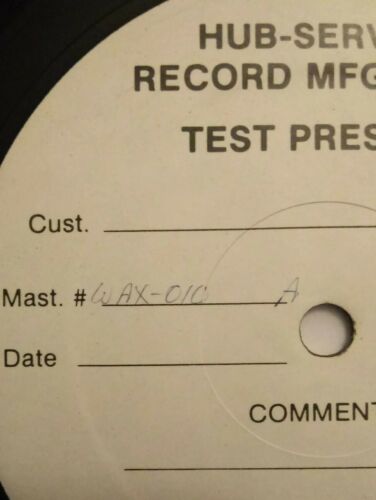 HUB-SERV
RECORD MFG
TEST PRES
Cust.
Mast. # WAX-010 A
Date
COMMENT